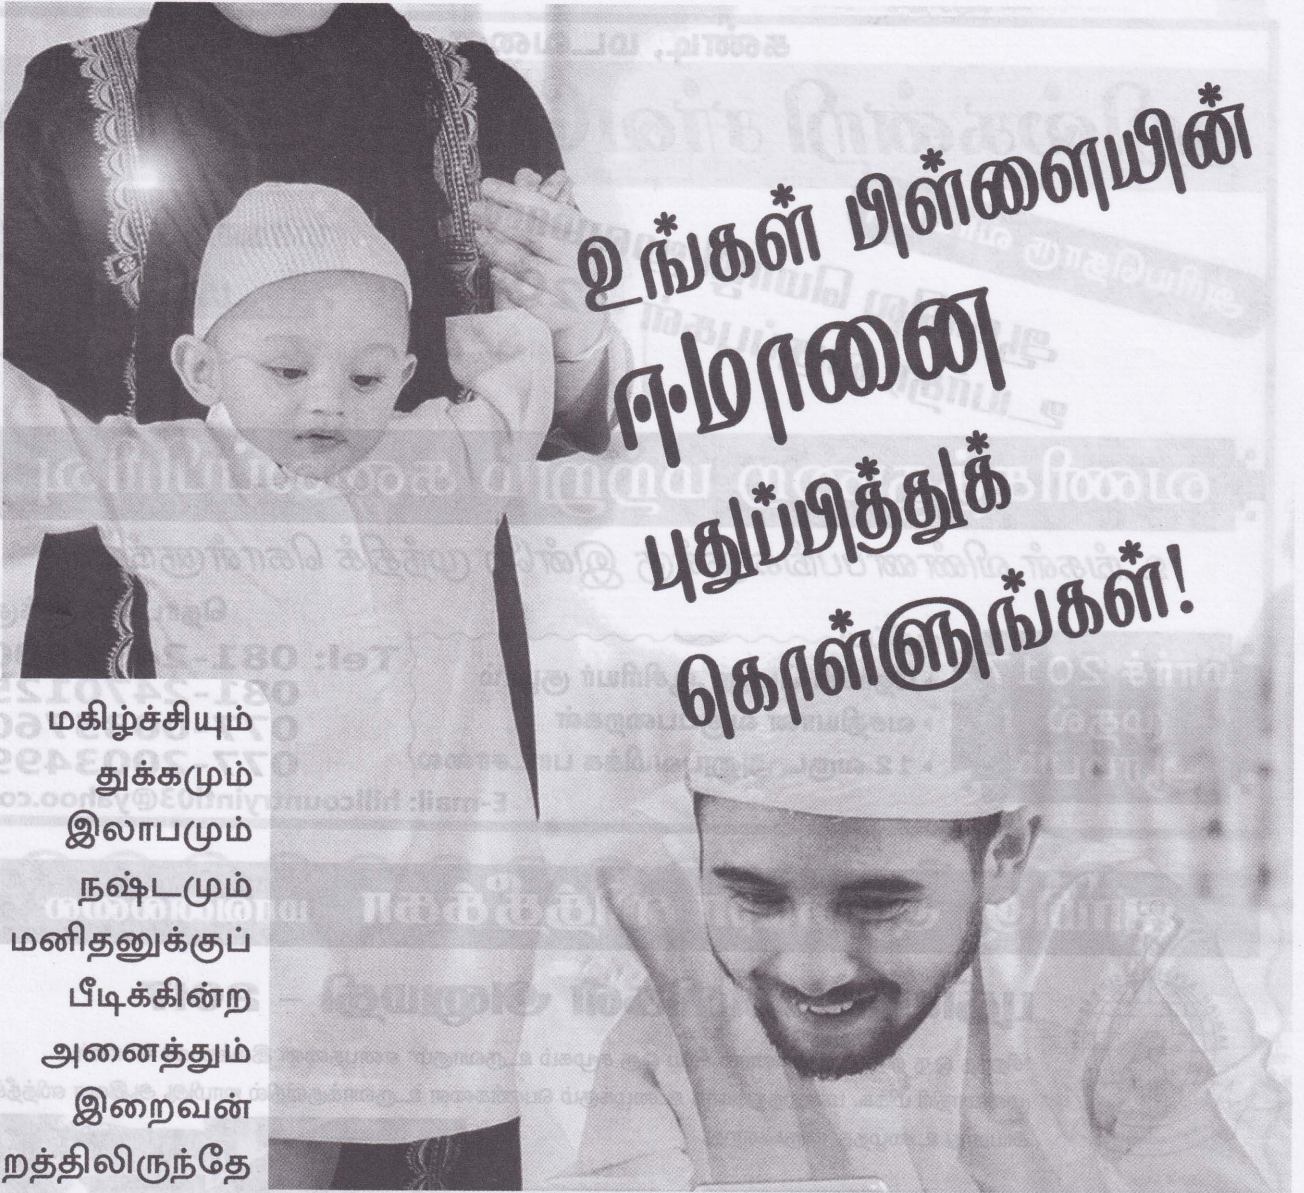 உங்கள் பிள்ளையின்
ஈமானை
புதுப்பித்துக்
கொள்ளுங்கள்!
மகிழ்ச்சியும்
துக்கமும்
இலாபமும்
நஷ்டமும்
மனிதனுக்குப்
பீடிக்கின்ற
அனைத்தும்
இறைவன்
றத்திலிருந்தே